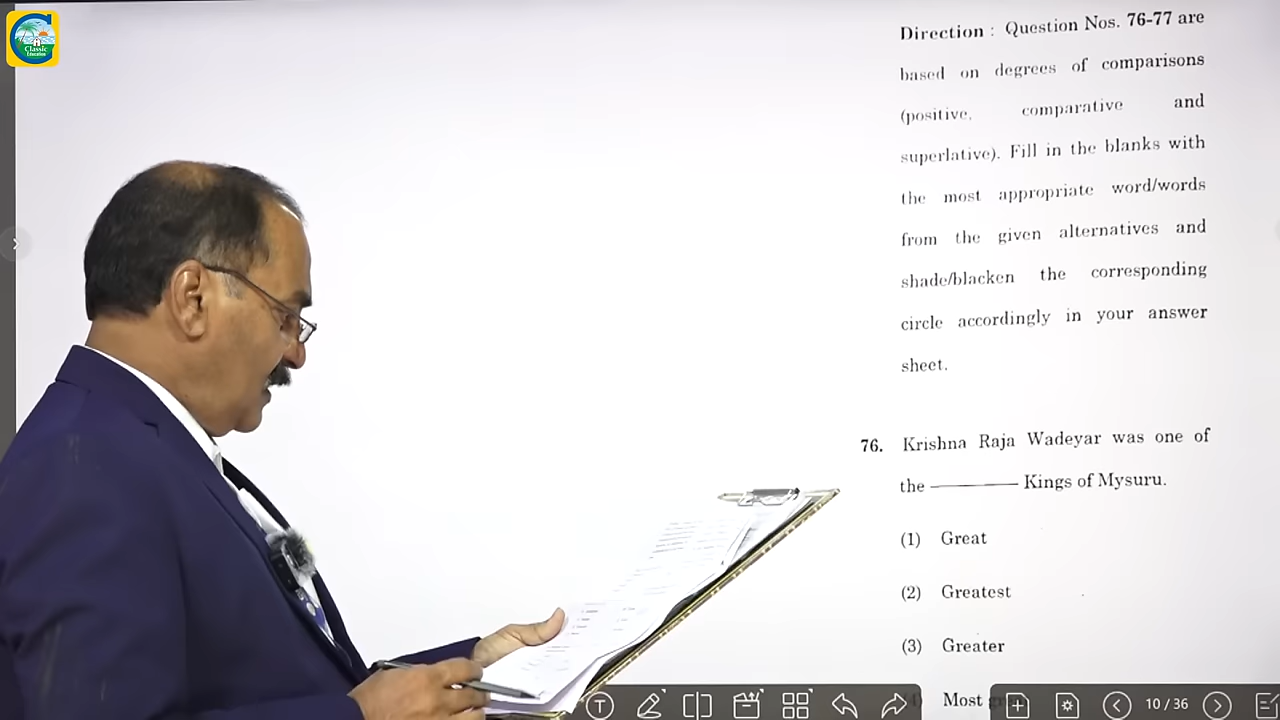 Classic
Education
Direction : Question Nos. 76-77 are
based on degrees of comparisons
(positive, comparative and
superlative). Fill in the blanks with
the most appropriate word/words
from the given alternatives and
shade/blacken the corresponding
circle accordingly in your answer
sheet.
76. Krishna Raja Wadeyar was one of
the ———— Kings of Mysuru.
(1) Great
(2) Greatest
(3) Greater
Most
10 / 36